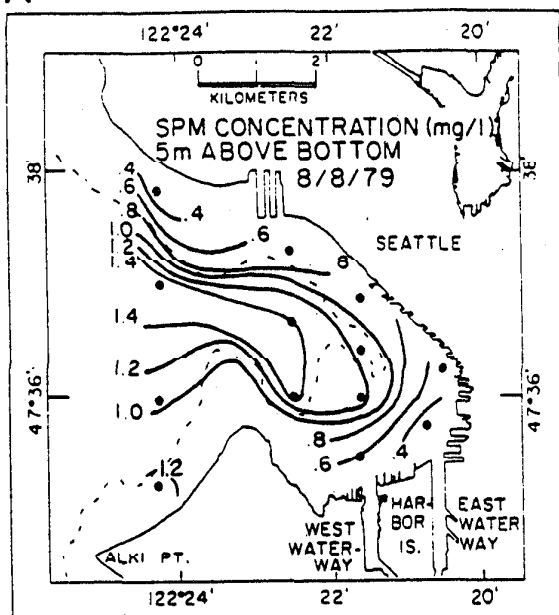 122°24' 22' 20'
0 2
KILOMETERS
SPM CONCENTRATION (mg/l)
5m ABOVE BOTTOM
8/8/79
38' 38'
.4
.6
.8
1.0
1.2
1.4
.4
.6
.8
SEATTLE
1.4
1.2
1.0
47°36' 36'
.8
.6
.4
1.2
ALKI PT.
WEST
WATER-
WAY
HAR-
BOR
IS.
EAST
WATER
WAY
122°24' 22' 20'